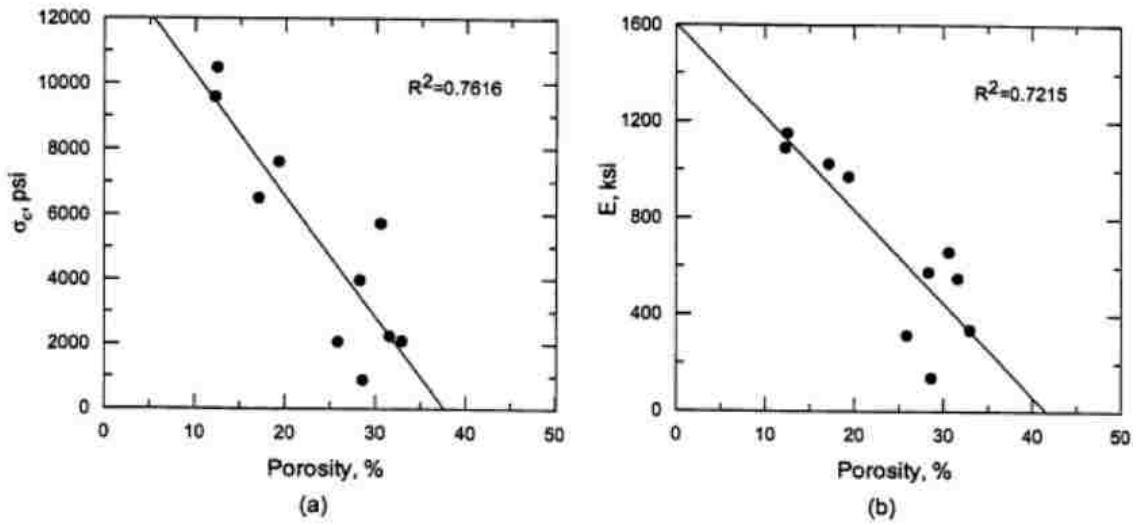 12000
10000
8000
6000
4000
2000
0
σc, psi
R²=0.7616
0 10 20 30 40 50
Porosity, %
(a)
1600
1200
800
400
0
E, ksi
R²=0.7215
0 10 20 30 40 50
Porosity, %
(b)